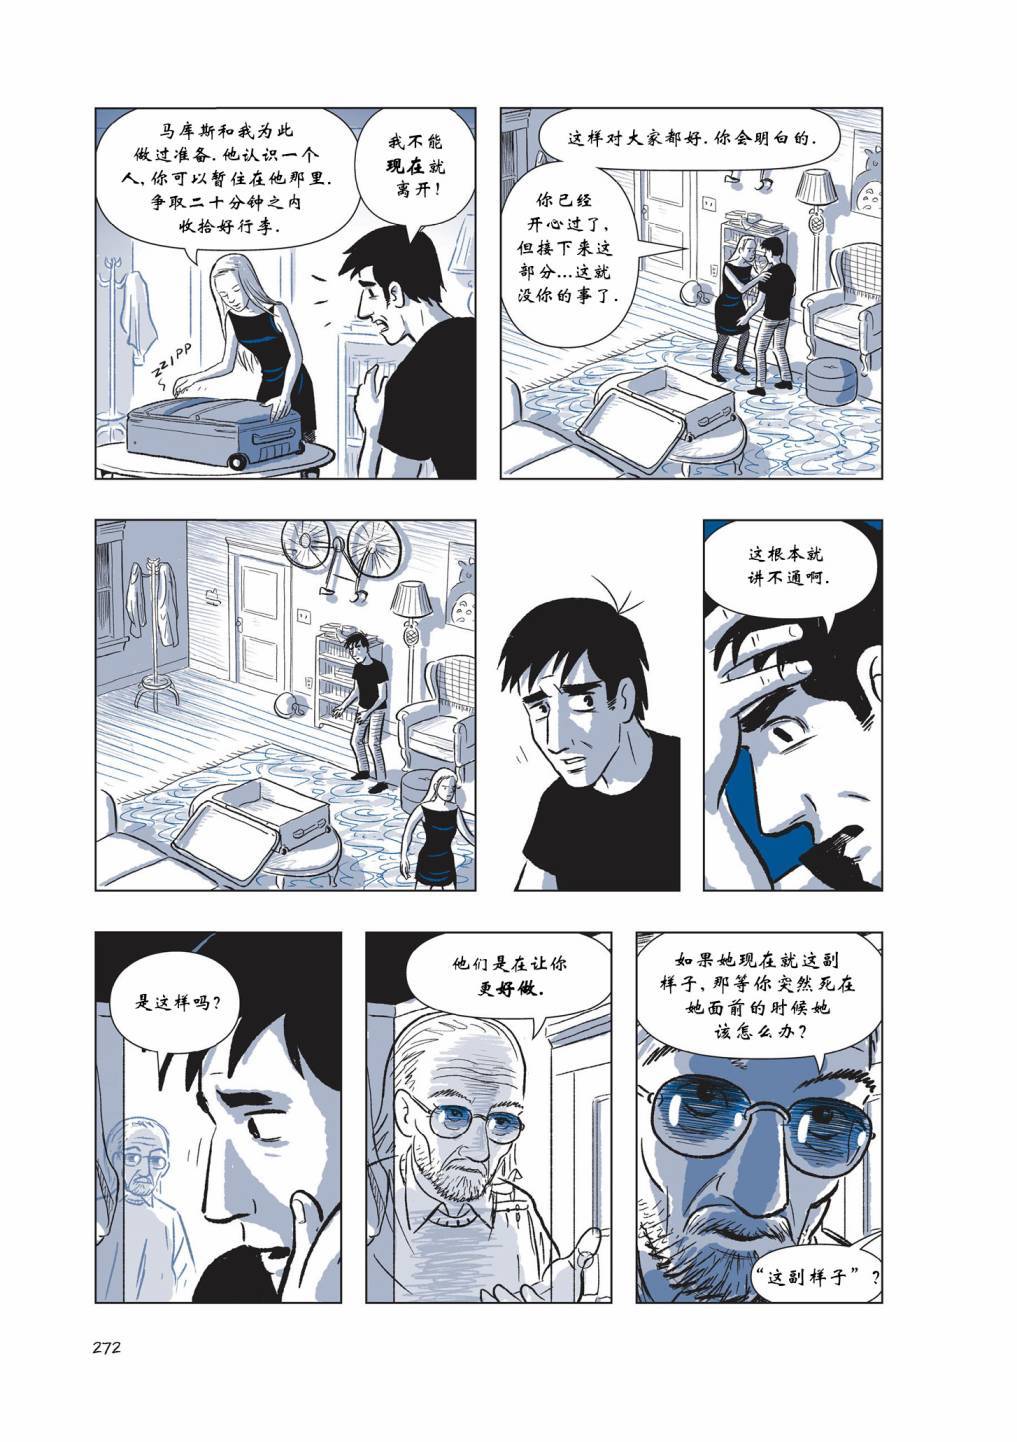 马库斯和我为此
做过准备.他认识一个
人,你可以暂住在他那里.
争取二十分钟之内
收拾好行李.
我不能
现在就
离开!
ZZIPP
这样对大家都好.你会明白的.
你已经
开心过了,
但接下来这
部分...这就
没你的事了.
这根本就
讲不通啊.
是这样吗?
他们是在让你
更好做.
如果她现在就这副
样子,那等你突然死在
她面前的时候她
该怎么办?
“这副样子”?
272